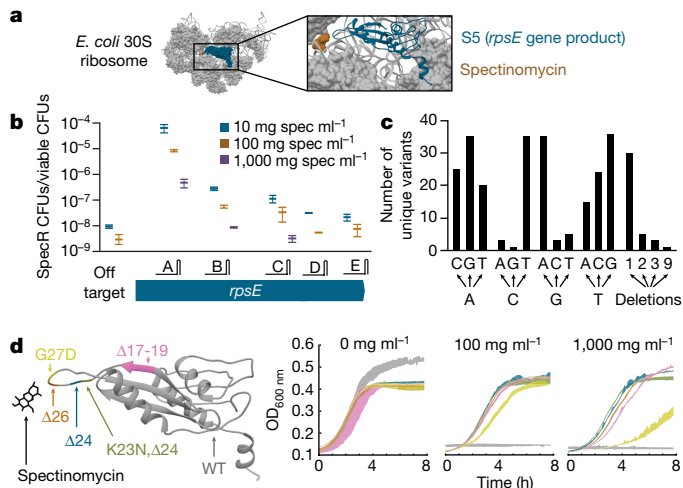 a
E. coli 30S
ribosome
S5 (rpsE gene product)
Spectinomycin
b
SpecR CFUs/viable CFUs
10⁻⁴
10⁻⁵
10⁻⁶
10⁻⁷
10⁻⁸
10⁻⁹
10 mg spec ml⁻¹
100 mg spec ml⁻¹
1,000 mg spec ml⁻¹
Off
target
A B C D E
rpsE
c
Number of
unique variants
40
30
20
10
0
C G T A G T A C T A C G 1 2 3 9
A C G T Deletions
d
G27D
Δ17-19
Δ26
Δ24
K23N,Δ24
WT
Spectinomycin
OD600 nm
0.6
0.5
0.4
0.3
0.2
0.1
0 mg ml⁻¹
100 mg ml⁻¹
1,000 mg ml⁻¹
0 4 8 0 4 8 0 4 8
Time (h)